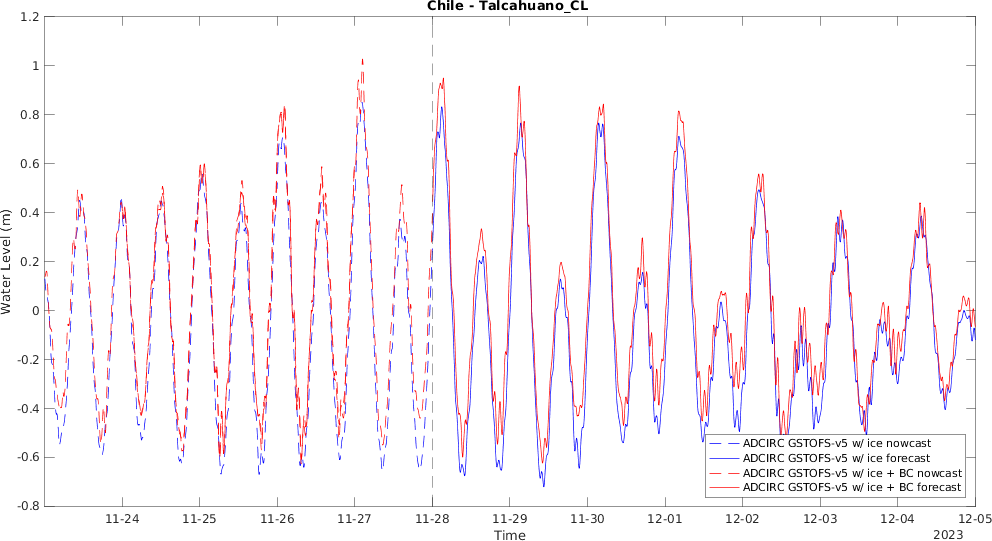 Chile - Talcahuano_CL
1.2
1
0.8
0.6
0.4
0.2
0
-0.2
-0.4
-0.6
-0.8
Water Level (m)
ADCIRC GSTOFS-v5 w/ ice nowcast
ADCIRC GSTOFS-v5 w/ ice forecast
ADCIRC GSTOFS-v5 w/ ice + BC nowcast
ADCIRC GSTOFS-v5 w/ ice + BC forecast
11-24 11-25 11-26 11-27 11-28 11-29 11-30 12-01 12-02 12-03 12-04 12-05
Time
2023